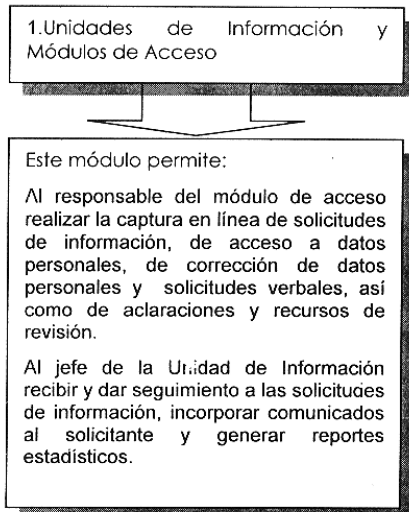 1.Unidades de Información y
Módulos de Acceso
Este módulo permite:
Al responsable del módulo de acceso
realizar la captura en línea de solicitudes
de información, de acceso a datos
personales, de corrección de datos
personales y solicitudes verbales, así
como de aclaraciones y recursos de
revisión.
Al jefe de la Unidad de Información
recibir y dar seguimiento a las solicitudes
de información, incorporar comunicados
al solicitante y generar reportes
estadísticos.